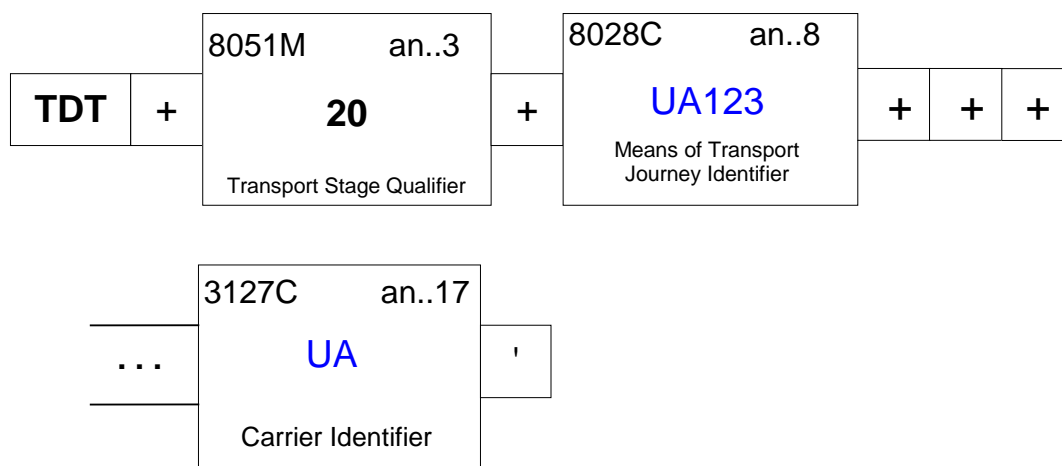 8051M an..3
8028C an..8
TDT + 20 + UA123 + + +
Transport Stage Qualifier
Means of Transport
Journey Identifier
3127C an..17
... UA '
Carrier Identifier